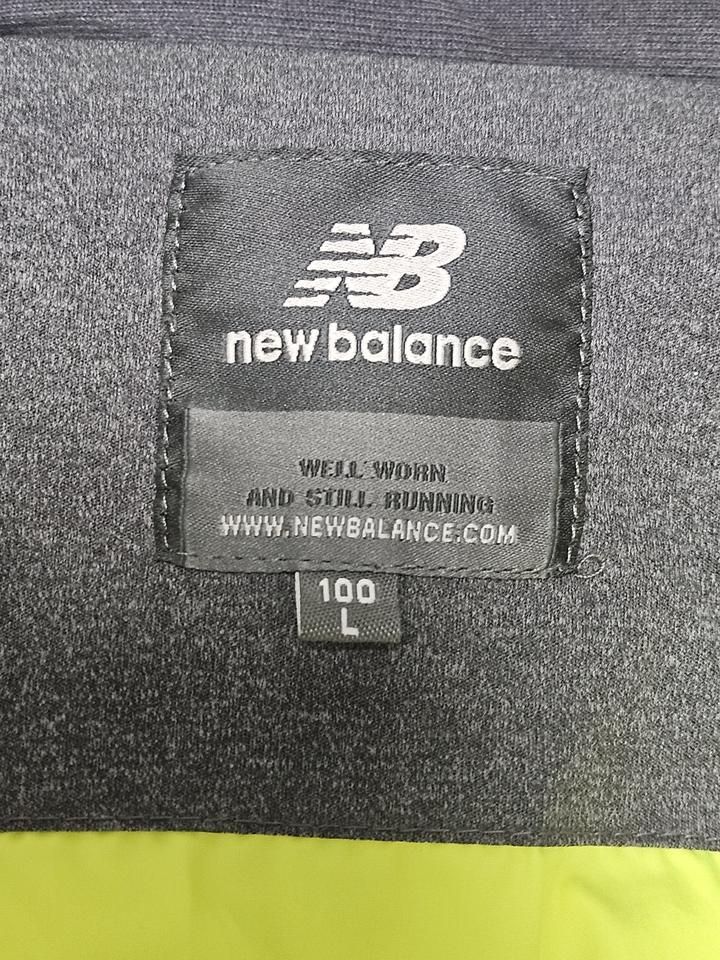 NB
new balance
WELL WORN
AND STILL RUNNING
WWW.NEWBALANCE.COM
100
L